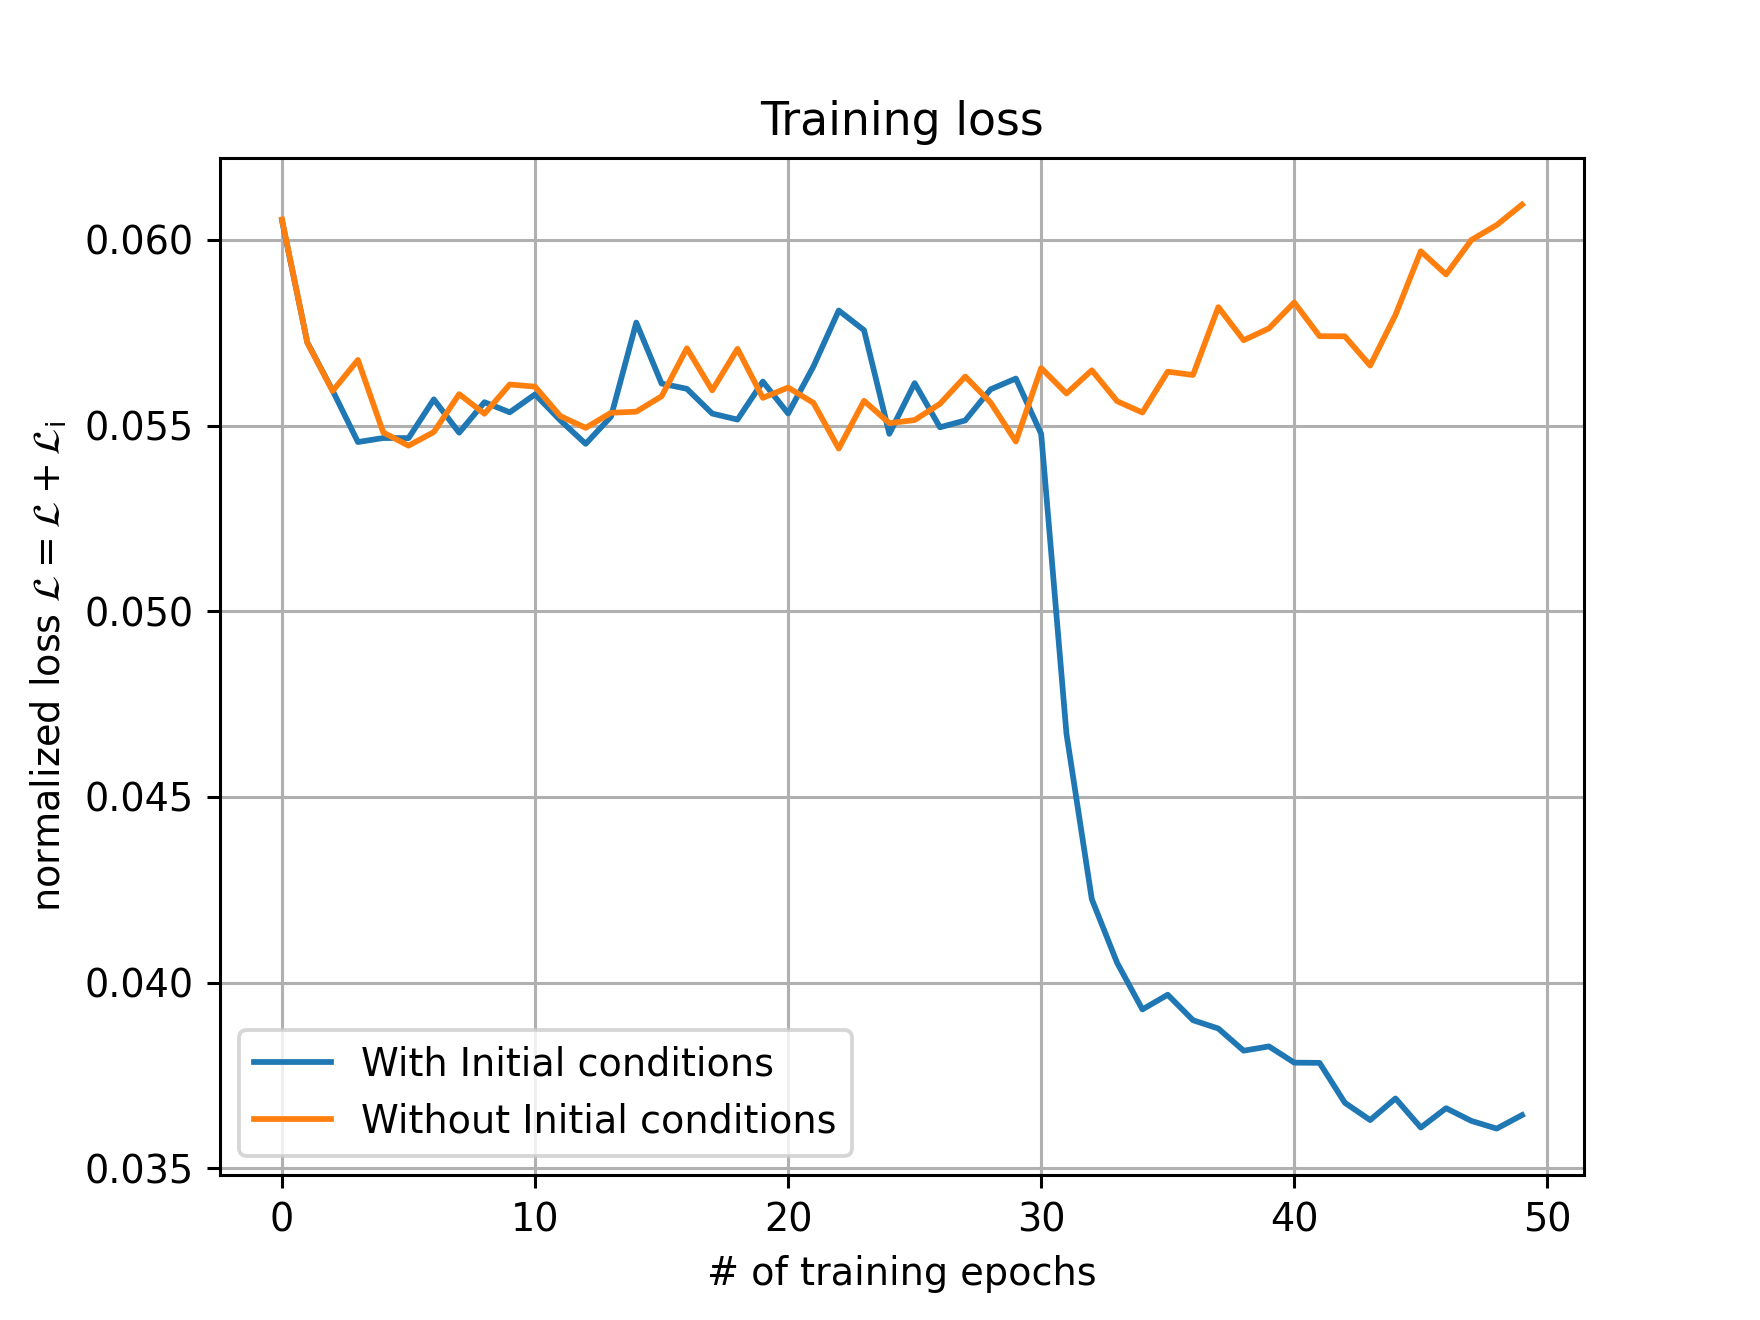 Training loss
normalized loss ℒ = ℒ + ℒᵢ
0.060
0.055
0.050
0.045
0.040
0.035
With Initial conditions
Without Initial conditions
0 10 20 30 40 50
# of training epochs